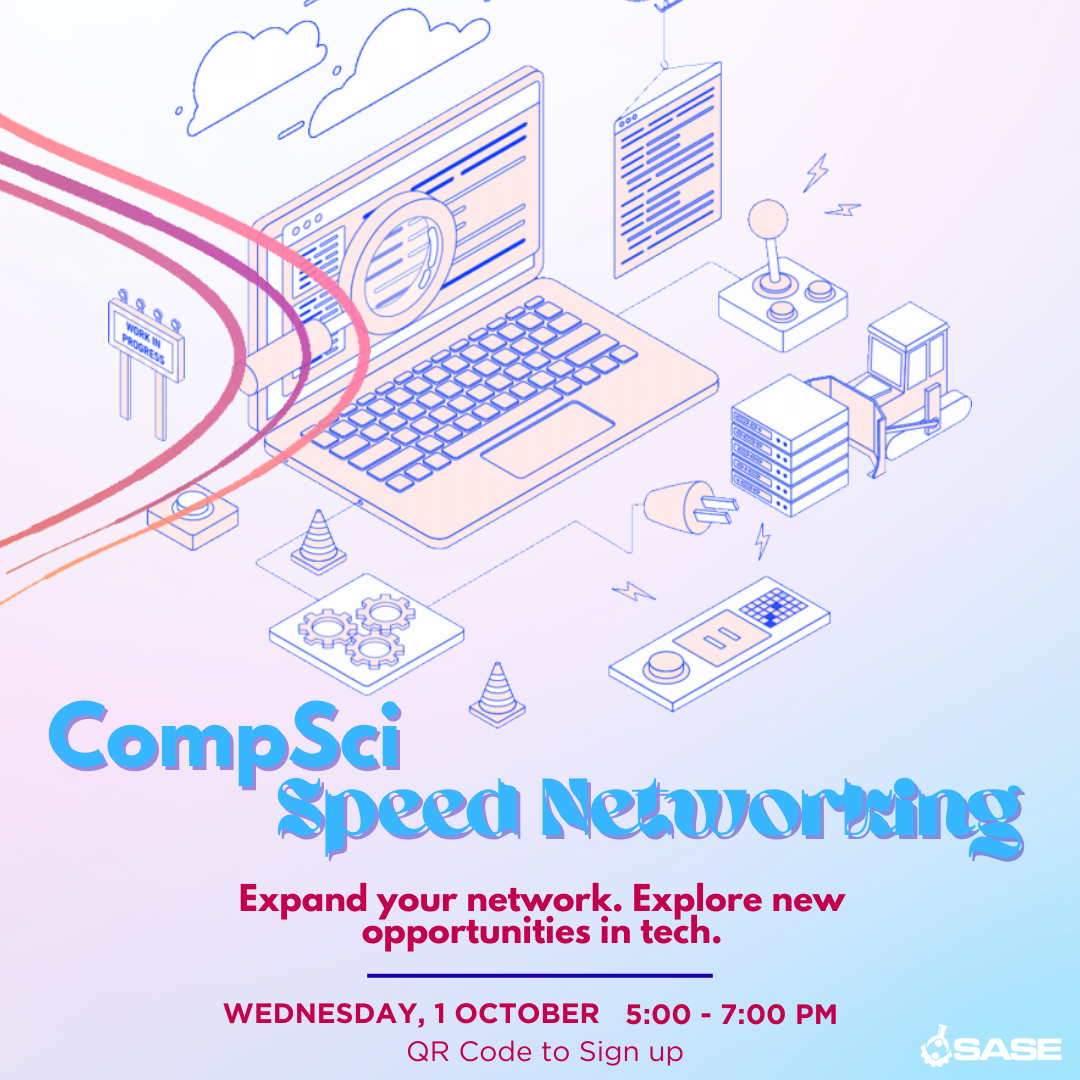 WORK IN
PROGRESS
CompSci
Speed Networking
Expand your network. Explore new
opportunities in tech.
WEDNESDAY, 1 OCTOBER 5:00 - 7:00 PM
QR Code to Sign up
SASE